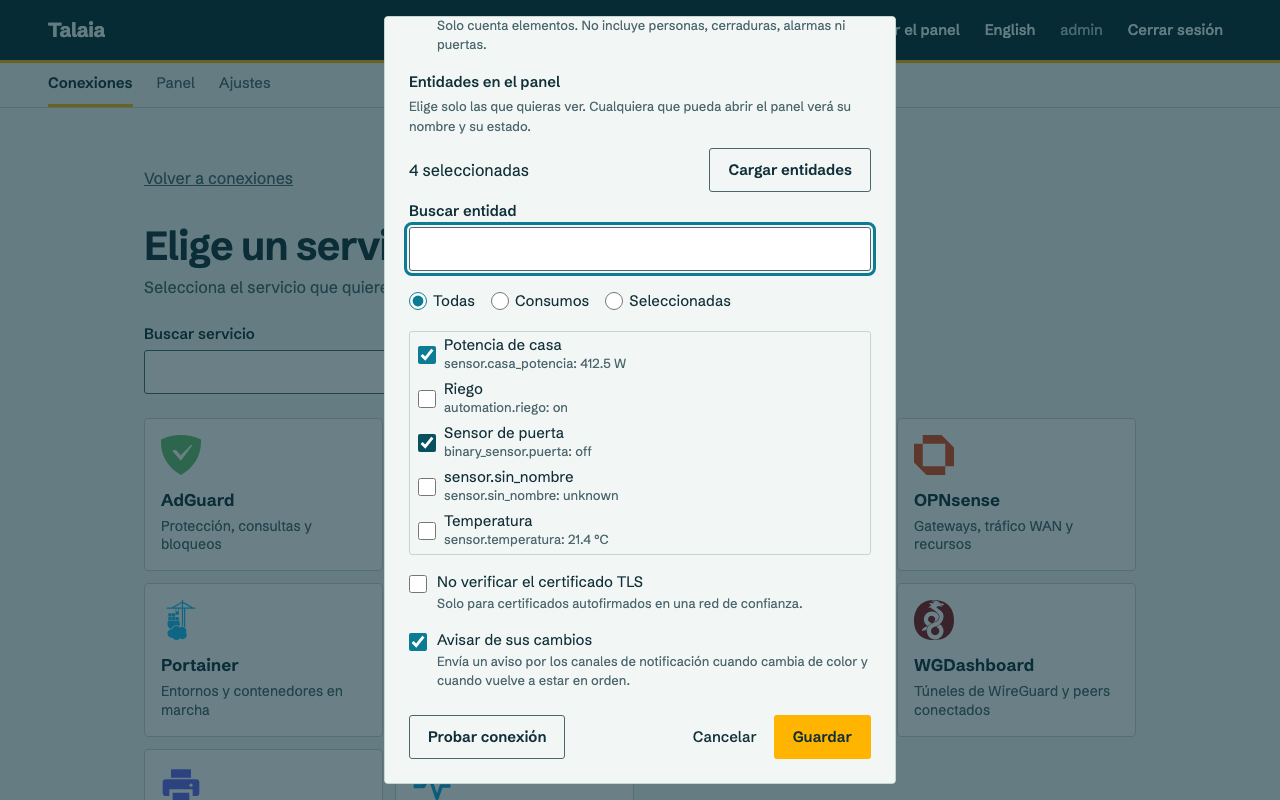 Talaia
r el panel
English
admin
Cerrar sesión
Conexiones
Panel
Ajustes
Volver a conexiones
Elige un servi
Selecciona el servicio que quiere
Buscar servicio
AdGuard
Protección, consultas y
bloqueos
OPNsense
Gateways, tráfico WAN y
recursos
Portainer
Entornos y contenedores en
marcha
WGDashboard
Túneles de WireGuard y peers
conectados
Solo cuenta elementos. No incluye personas, cerraduras, alarmas ni
puertas.
Entidades en el panel
Elige solo las que quieras ver. Cualquiera que pueda abrir el panel verá su
nombre y su estado.
4 seleccionadas
Cargar entidades
Buscar entidad
Todas
Consumos
Seleccionadas
Potencia de casa
sensor.casa_potencia: 412.5 W
Riego
automation.riego: on
Sensor de puerta
binary_sensor.puerta: off
sensor.sin_nombre
sensor.sin_nombre: unknown
Temperatura
sensor.temperatura: 21.4 °C
No verificar el certificado TLS
Solo para certificados autofirmados en una red de confianza.
Avisar de sus cambios
Envía un aviso por los canales de notificación cuando cambia de color y
cuando vuelve a estar en orden.
Probar conexión
Cancelar
Guardar